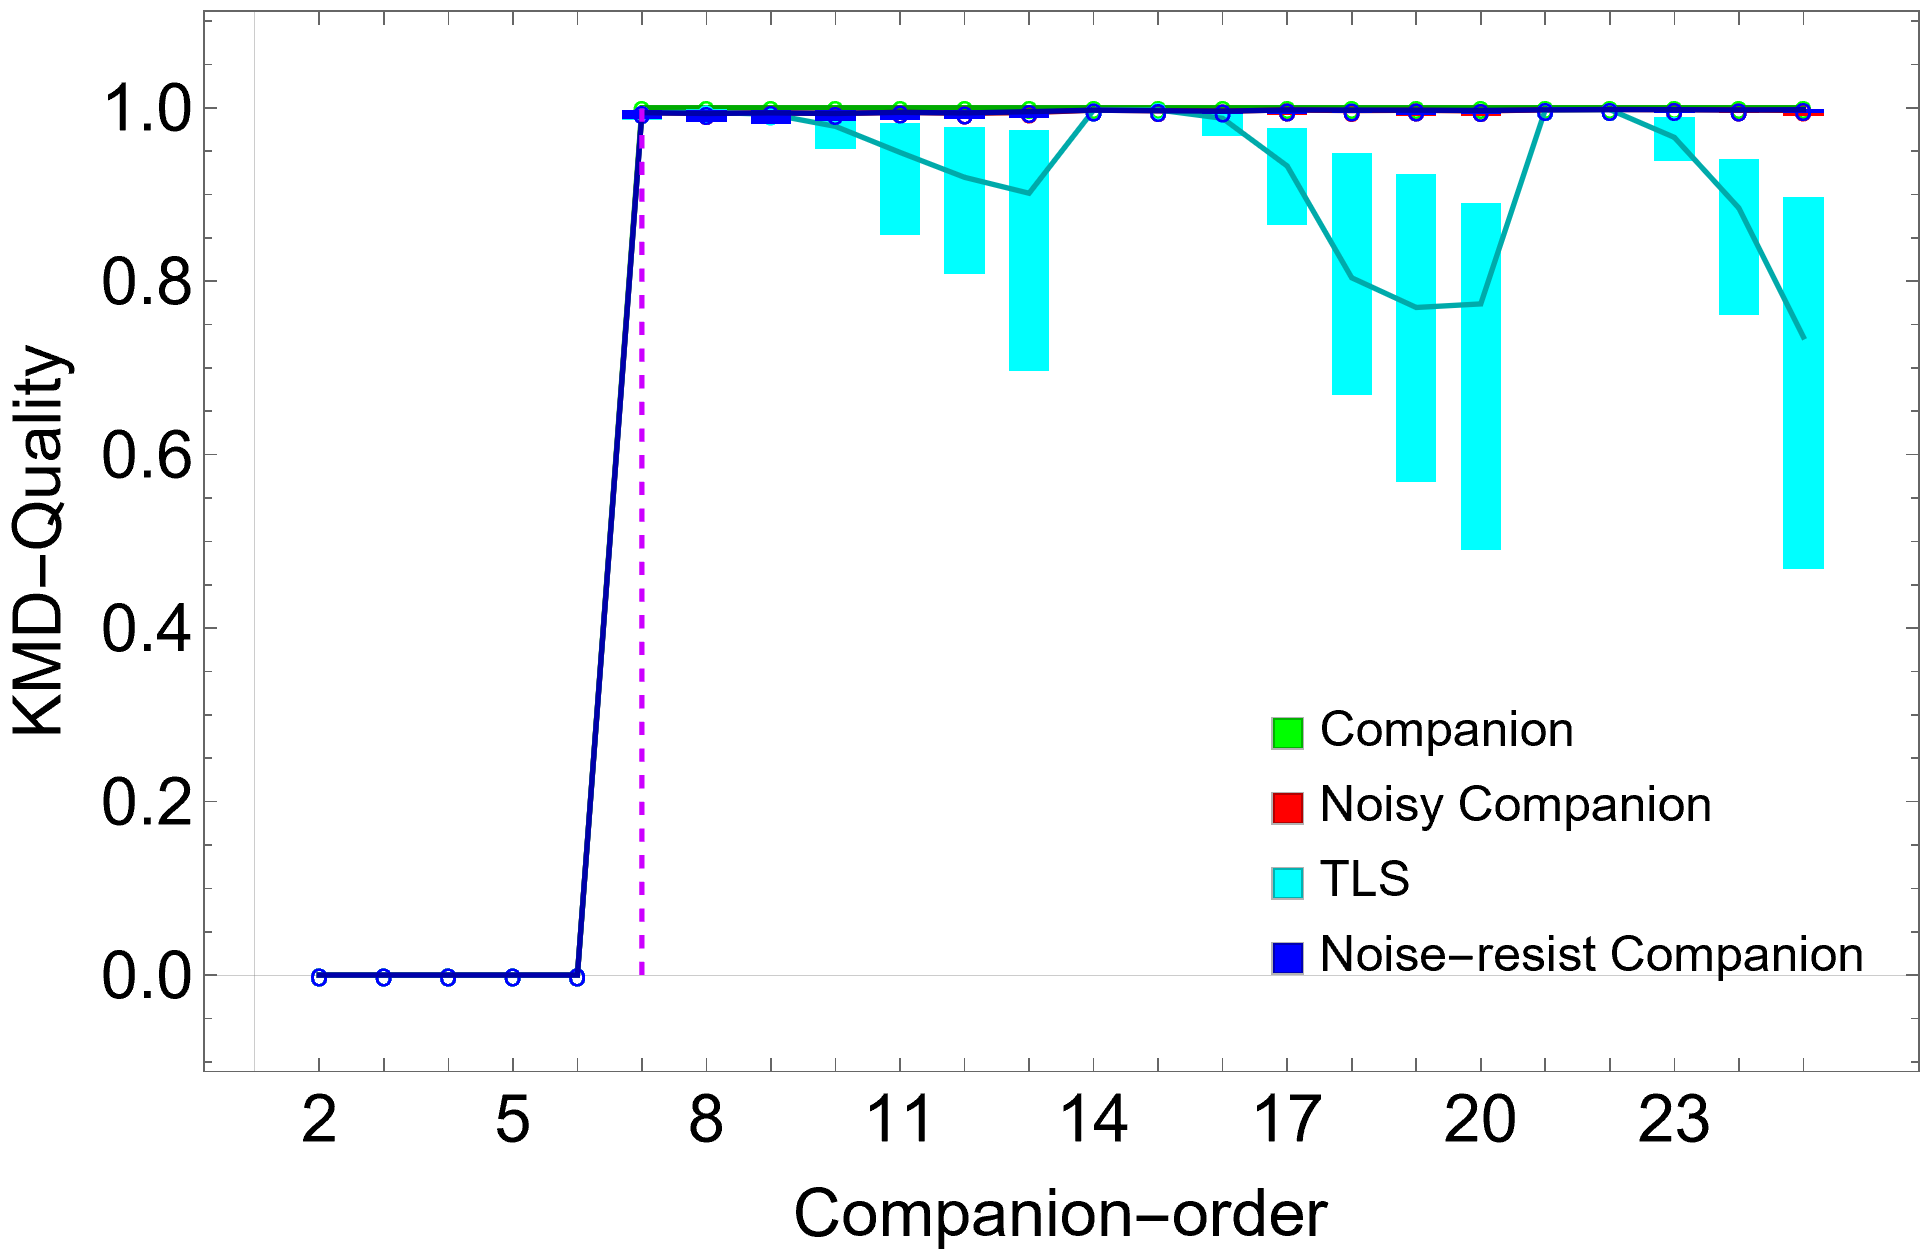 KMD−Quality
1.0
0.8
0.6
0.4
0.2
0.0
Companion
Noisy Companion
TLS
Noise−resist Companion
2 5 8 11 14 17 20 23
Companion−order